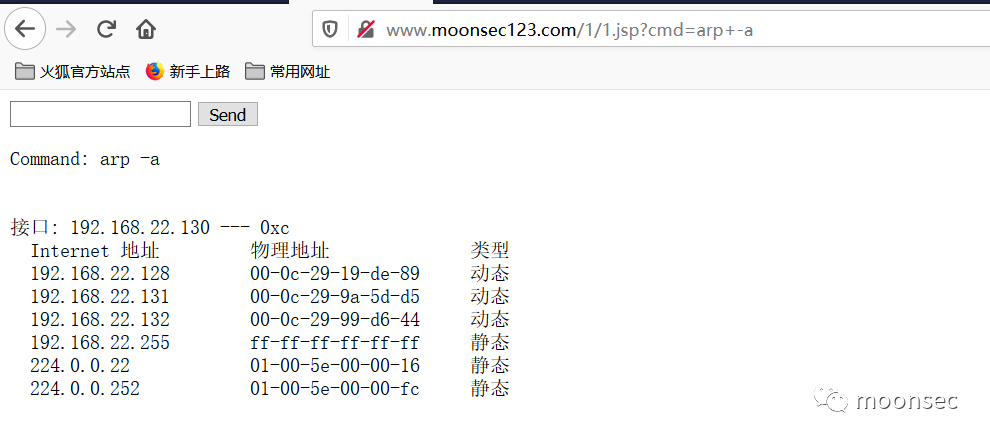 www.moonsec123.com/1/1.jsp?cmd=arp+-a
火狐官方站点 新手上路 常用网址
Send
Command: arp -a
接口: 192.168.22.130 --- 0xc
Internet 地址 物理地址 类型
192.168.22.128 00-0c-29-19-de-89 动态
192.168.22.131 00-0c-29-9a-5d-d5 动态
192.168.22.132 00-0c-29-99-d6-44 动态
192.168.22.255 ff-ff-ff-ff-ff-ff 静态
224.0.0.22 01-00-5e-00-00-16 静态
224.0.0.252 01-00-5e-00-00-fc 静态
moonsec